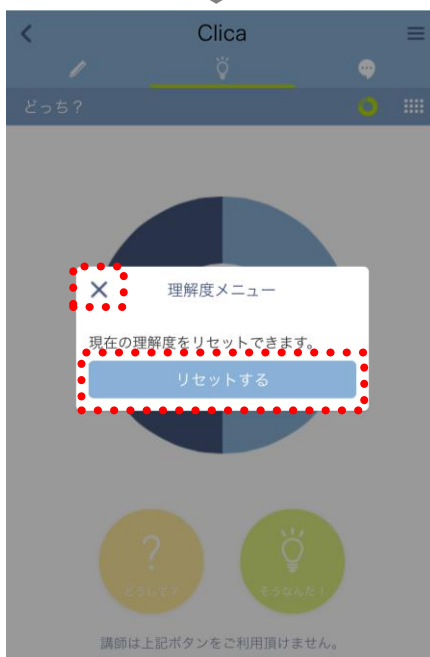 Clica
どっち?
理解度メニュー
現在の理解度をリセットできます。
リセットする
どうして?
そうなんだ!
講師は上記ボタンをご利用頂けません。